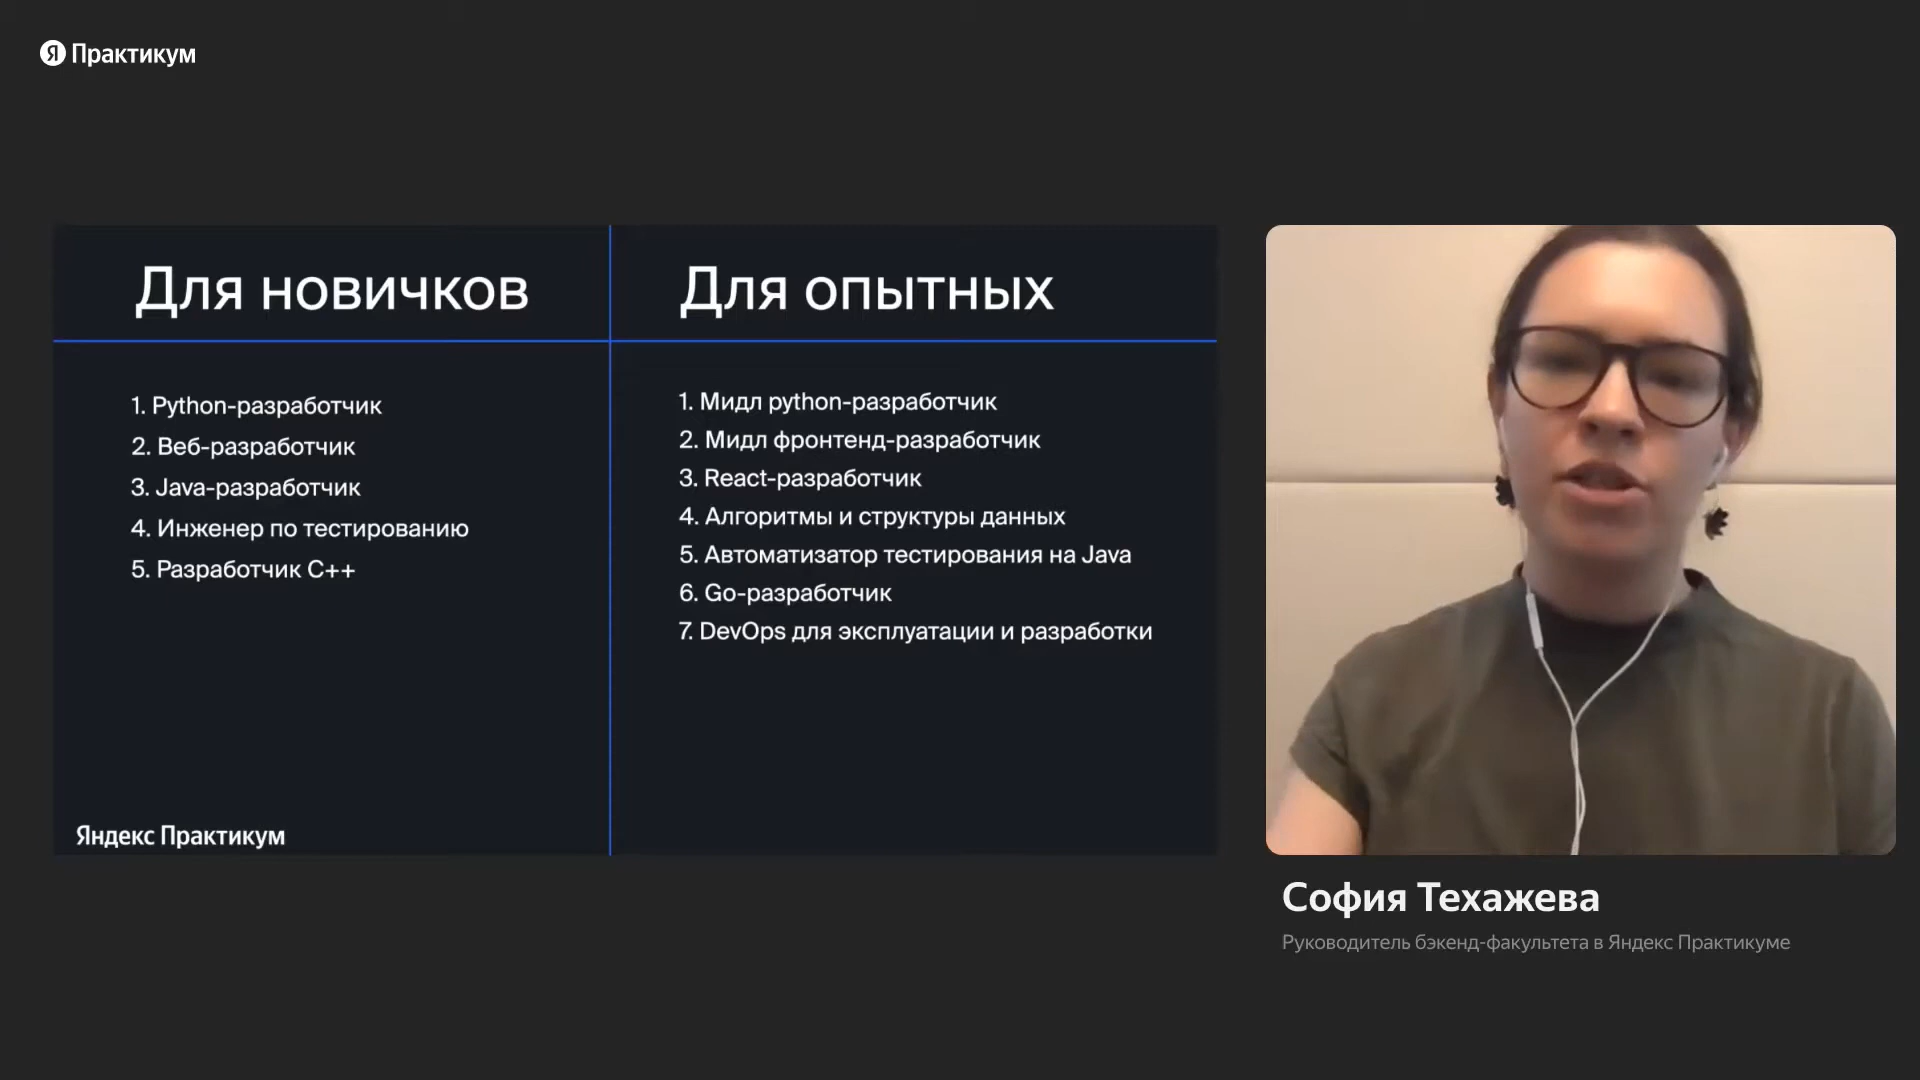 Я Практикум
Для новичков
1. Python-разработчик
2. Веб-разработчик
3. Java-разработчик
4. Инженер по тестированию
5. Разработчик C++
Яндекс Практикум
Для опытных
1. Мидл python-разработчик
2. Мидл фронтенд-разработчик
3. React-разработчик
4. Алгоритмы и структуры данных
5. Автоматизатор тестирования на Java
6. Go-разработчик
7. DevOps для эксплуатации и разработки
София Техажева
Руководитель бэкенд-факультета в Яндекс Практикуме